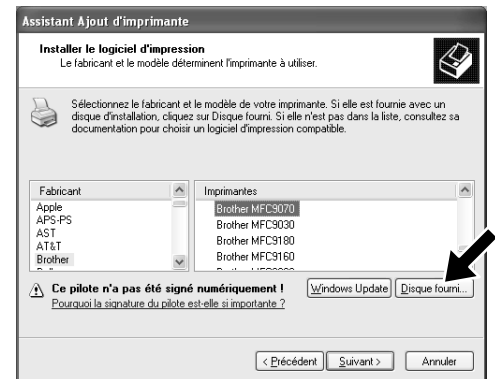 Assistant Ajout d'imprimante
Installer le logiciel d'impression
Le fabricant et le modèle déterminent l'imprimante à utiliser.
Sélectionnez le fabricant et le modèle de votre imprimante. Si elle est fournie avec un
disque d'installation, cliquez sur Disque fourni. Si elle n'est pas dans la liste, consultez sa
documentation pour choisir un logiciel d'impression compatible.
Fabricant
Apple
APS-PS
AST
AT&T
Brother
Imprimantes
Brother MFC9070
Brother MFC9030
Brother MFC9180
Brother MFC9160
Ce pilote n'a pas été signé numériquement !
Pourquoi la signature du pilote est-elle si importante ?
Windows Update
Disque fourni...
< Précédent
Suivant >
Annuler